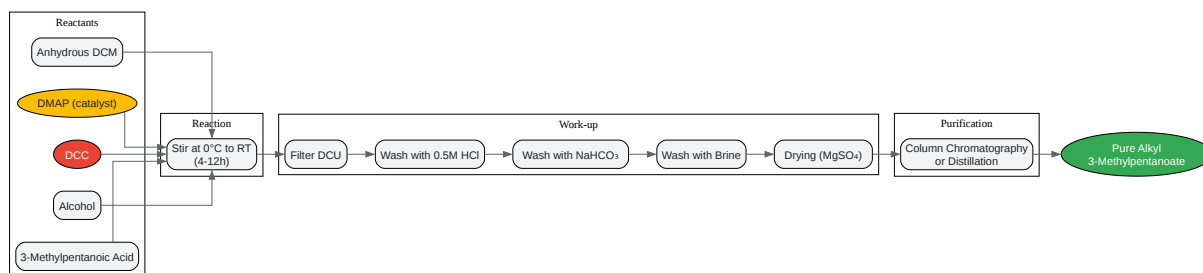 Reactants
Anhydrous DCM
DMAP (catalyst)
DCC
Alcohol
3-Methylpentanoic Acid
Reaction
Stir at 0°C to RT
(4-12h)
Work-up
Filter DCU
Wash with 0.5M HCl
Wash with NaHCO₃
Wash with Brine
Drying (MgSO₄)
Purification
Column Chromatography
or Distillation
Pure Alkyl
3-Methylpentanoate